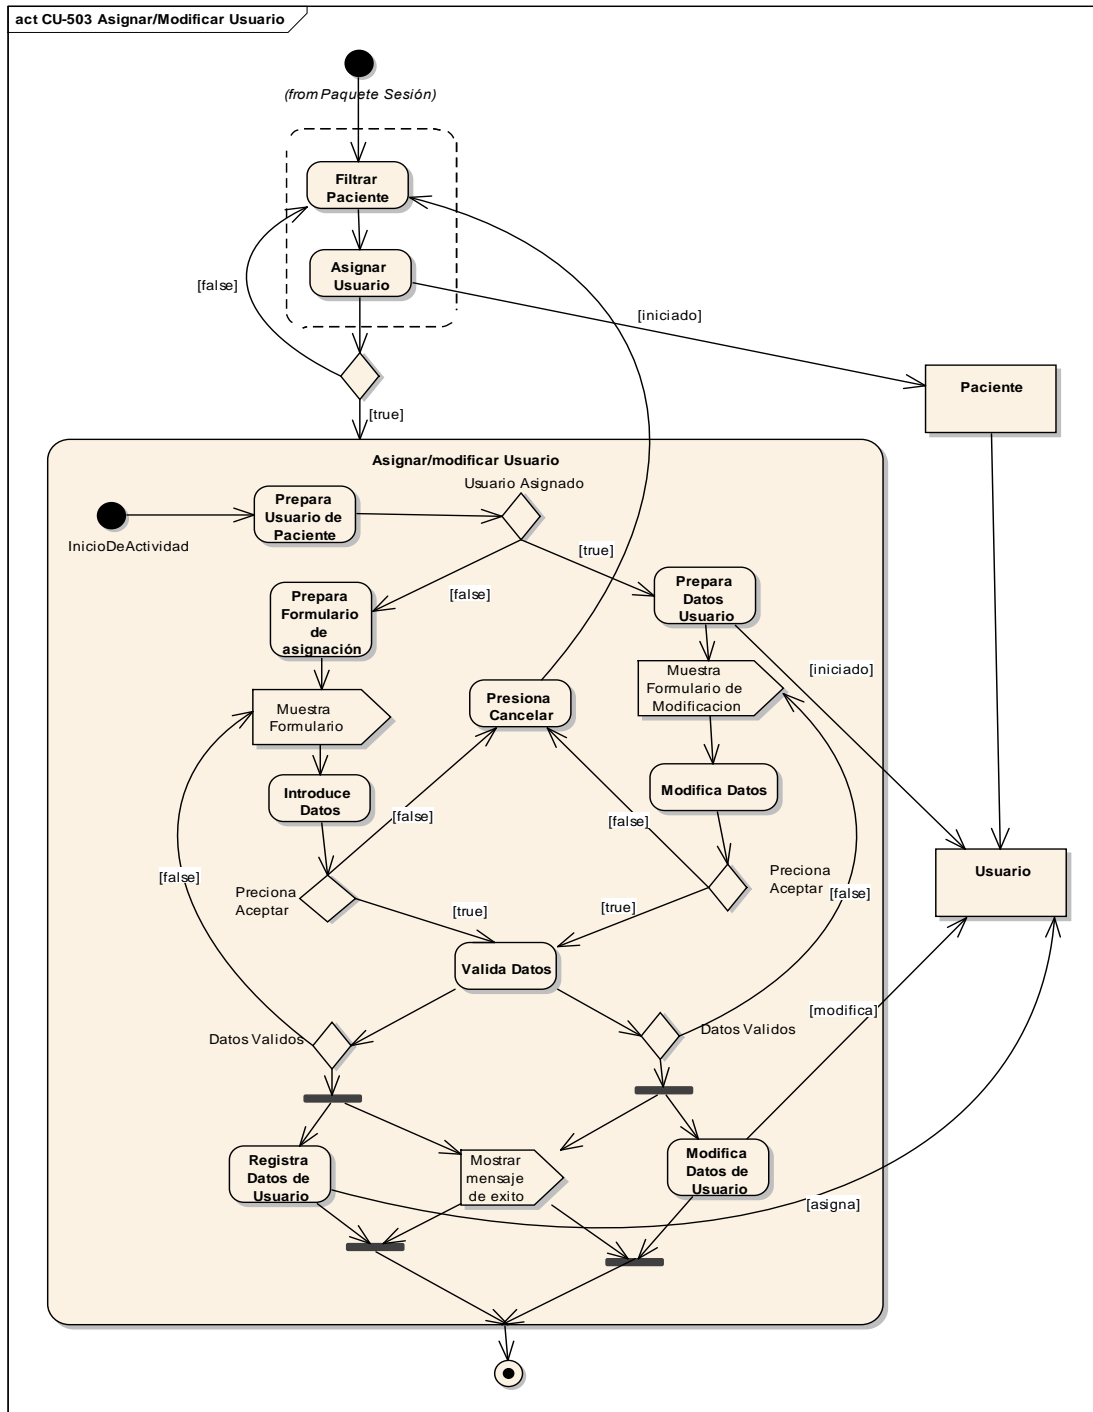 act CU-503 Asignar/Modificar Usuario
(from Paquete Sesión)
Filtrar
Paciente
Asignar
Usuario
[false]
[iniciado]
Paciente
[true]
Asignar/modificar Usuario
Usuario Asignado
Prepara
Usuario de
Paciente
InicioDeActividad
[true]
[false]
Prepara
Formulario
de
asignación
Prepara
Datos
Usuario
[iniciado]
Muestra
Formulario
Presiona
Cancelar
Muestra
Formulario de
Modificacion
Introduce
Datos
Modifica Datos
[false]
[false]
[false]
Preciona
Aceptar
Preciona
Aceptar
[false]
Usuario
[true]
[true]
Valida Datos
[modifica]
Datos Validos
Datos Validos
Registra
Datos de
Usuario
Mostrar
mensaje
de exito
Modifica
Datos de
Usuario
[asigna]